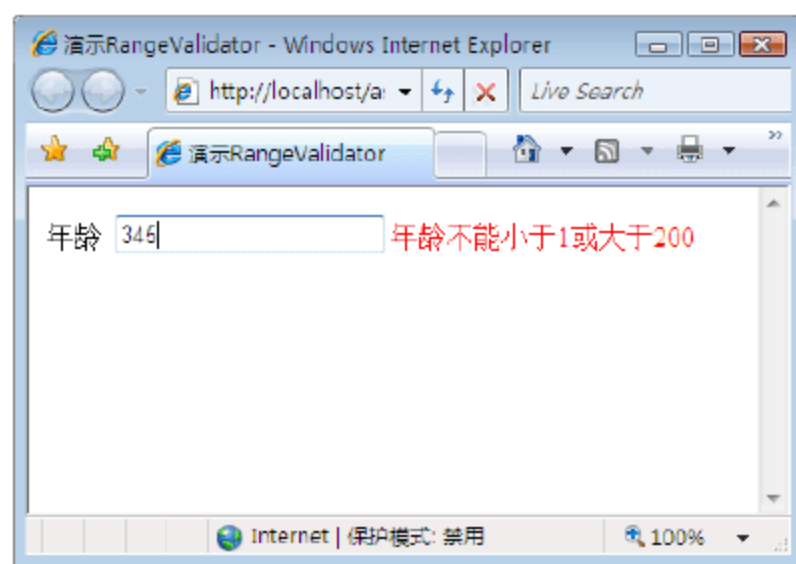 演示RangeValidator - Windows Internet Explorer
http://localhost/a
Live Search
演示RangeValidator
年龄 345 年龄不能小于1或大于200
Internet | 保护模式: 禁用
100%